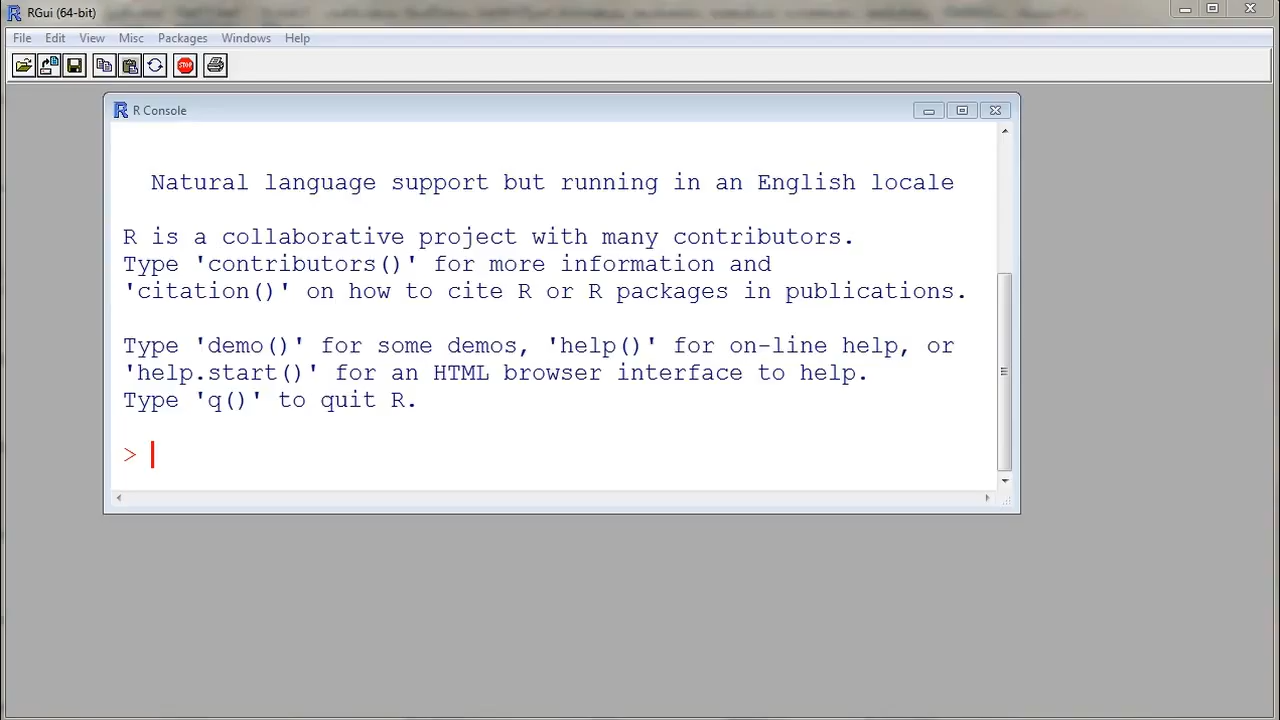 RGui (64-bit)
File Edit View Misc Packages Windows Help
STOP
R Console
Natural language support but running in an English locale
R is a collaborative project with many contributors.
Type 'contributors()' for more information and
'citation()' on how to cite R or R packages in publications.
Type 'demo()' for some demos, 'help()' for on-line help, or
'help.start()' for an HTML browser interface to help.
Type 'q()' to quit R.
>